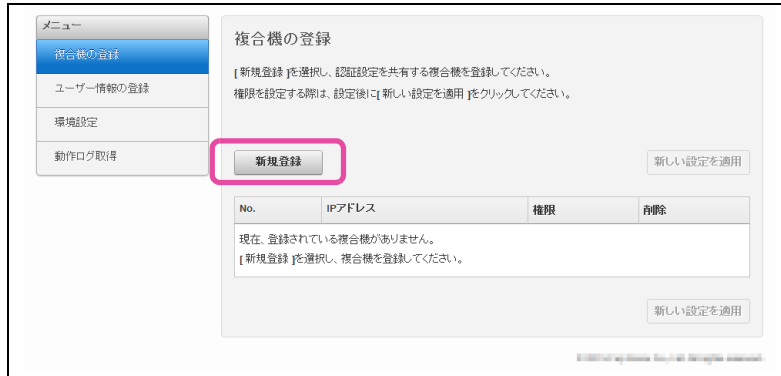 メニュー
複合機の登録
ユーザー情報の登録
環境設定
動作ログ取得
複合機の登録
[ 新規登録 ]を選択し、認証設定を共有する複合機を登録してください。
権限を設定する際は、設定後に[ 新しい設定を適用 ]をクリックしてください。
新規登録
新しい設定を適用
No. IPアドレス 権限 削除
現在、登録されている複合機がありません。
[ 新規登録 ]を選択し、複合機を登録してください。
新しい設定を適用